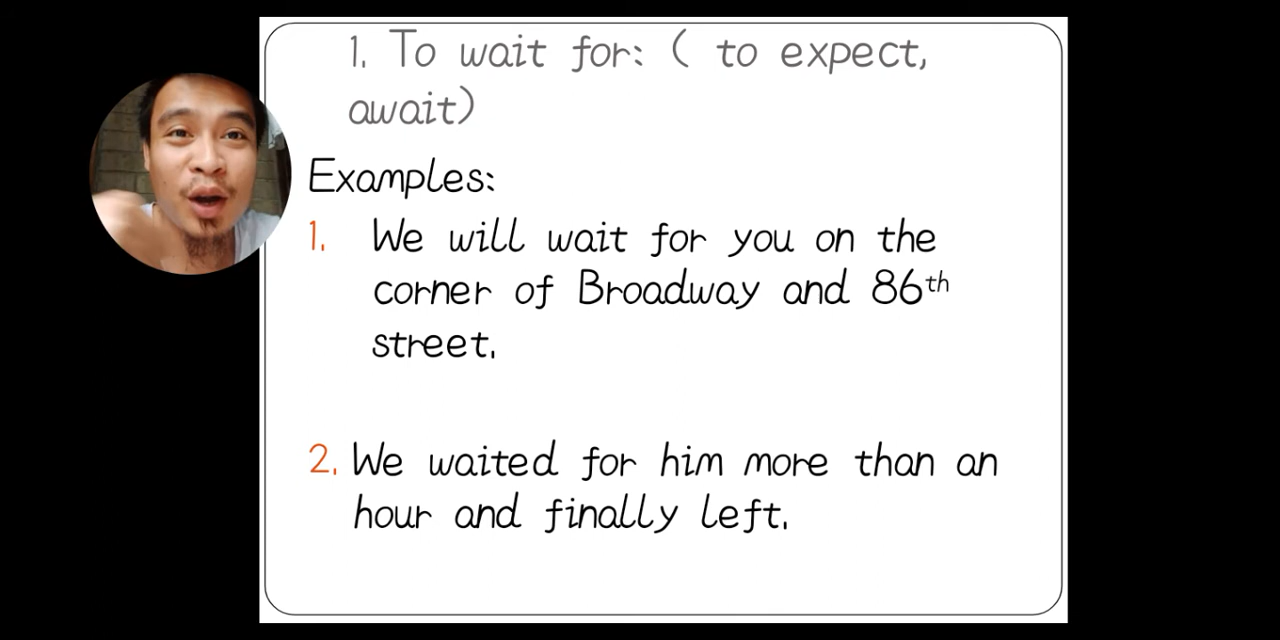 1. To wait for: ( to expect,
await)
Examples:
1. We will wait for you on the
corner of Broadway and 86th
street.
2. We waited for him more than an
hour and finally left.